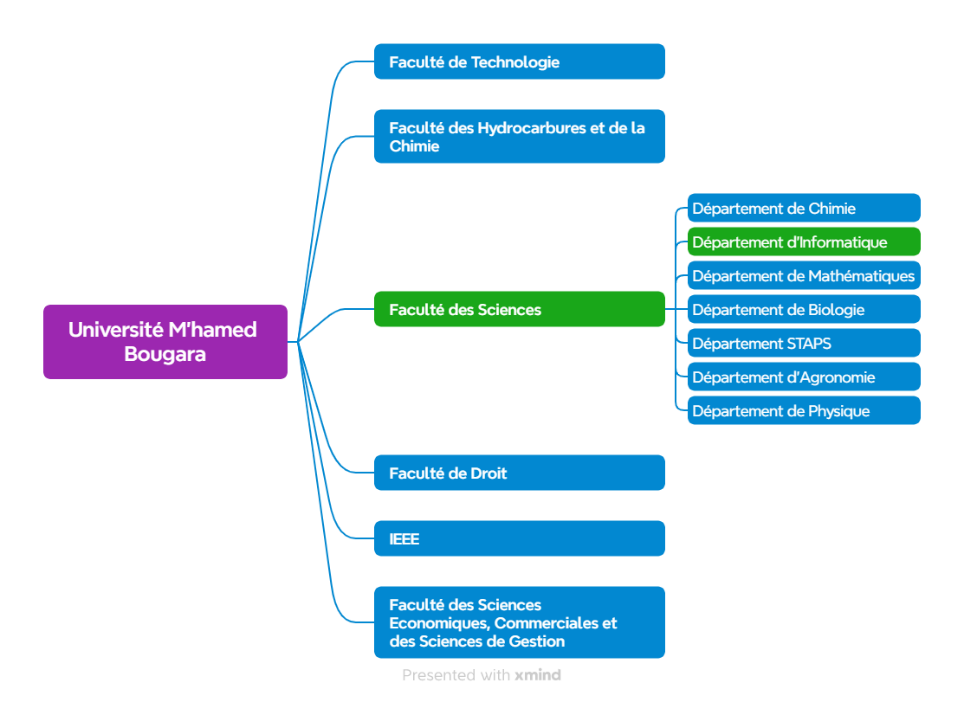 Faculté de Technologie
Faculté des Hydrocarbures et de la
Chimie
Département de Chimie
Département d'Informatique
Département de Mathématiques
Faculté des Sciences
Département de Biologie
Université M'hamed
Bougara
Département STAPS
Département d'Agronomie
Département de Physique
Faculté de Droit
IEEE
Faculté des Sciences
Economiques, Commerciales et
des Sciences de Gestion
Presented with xmind